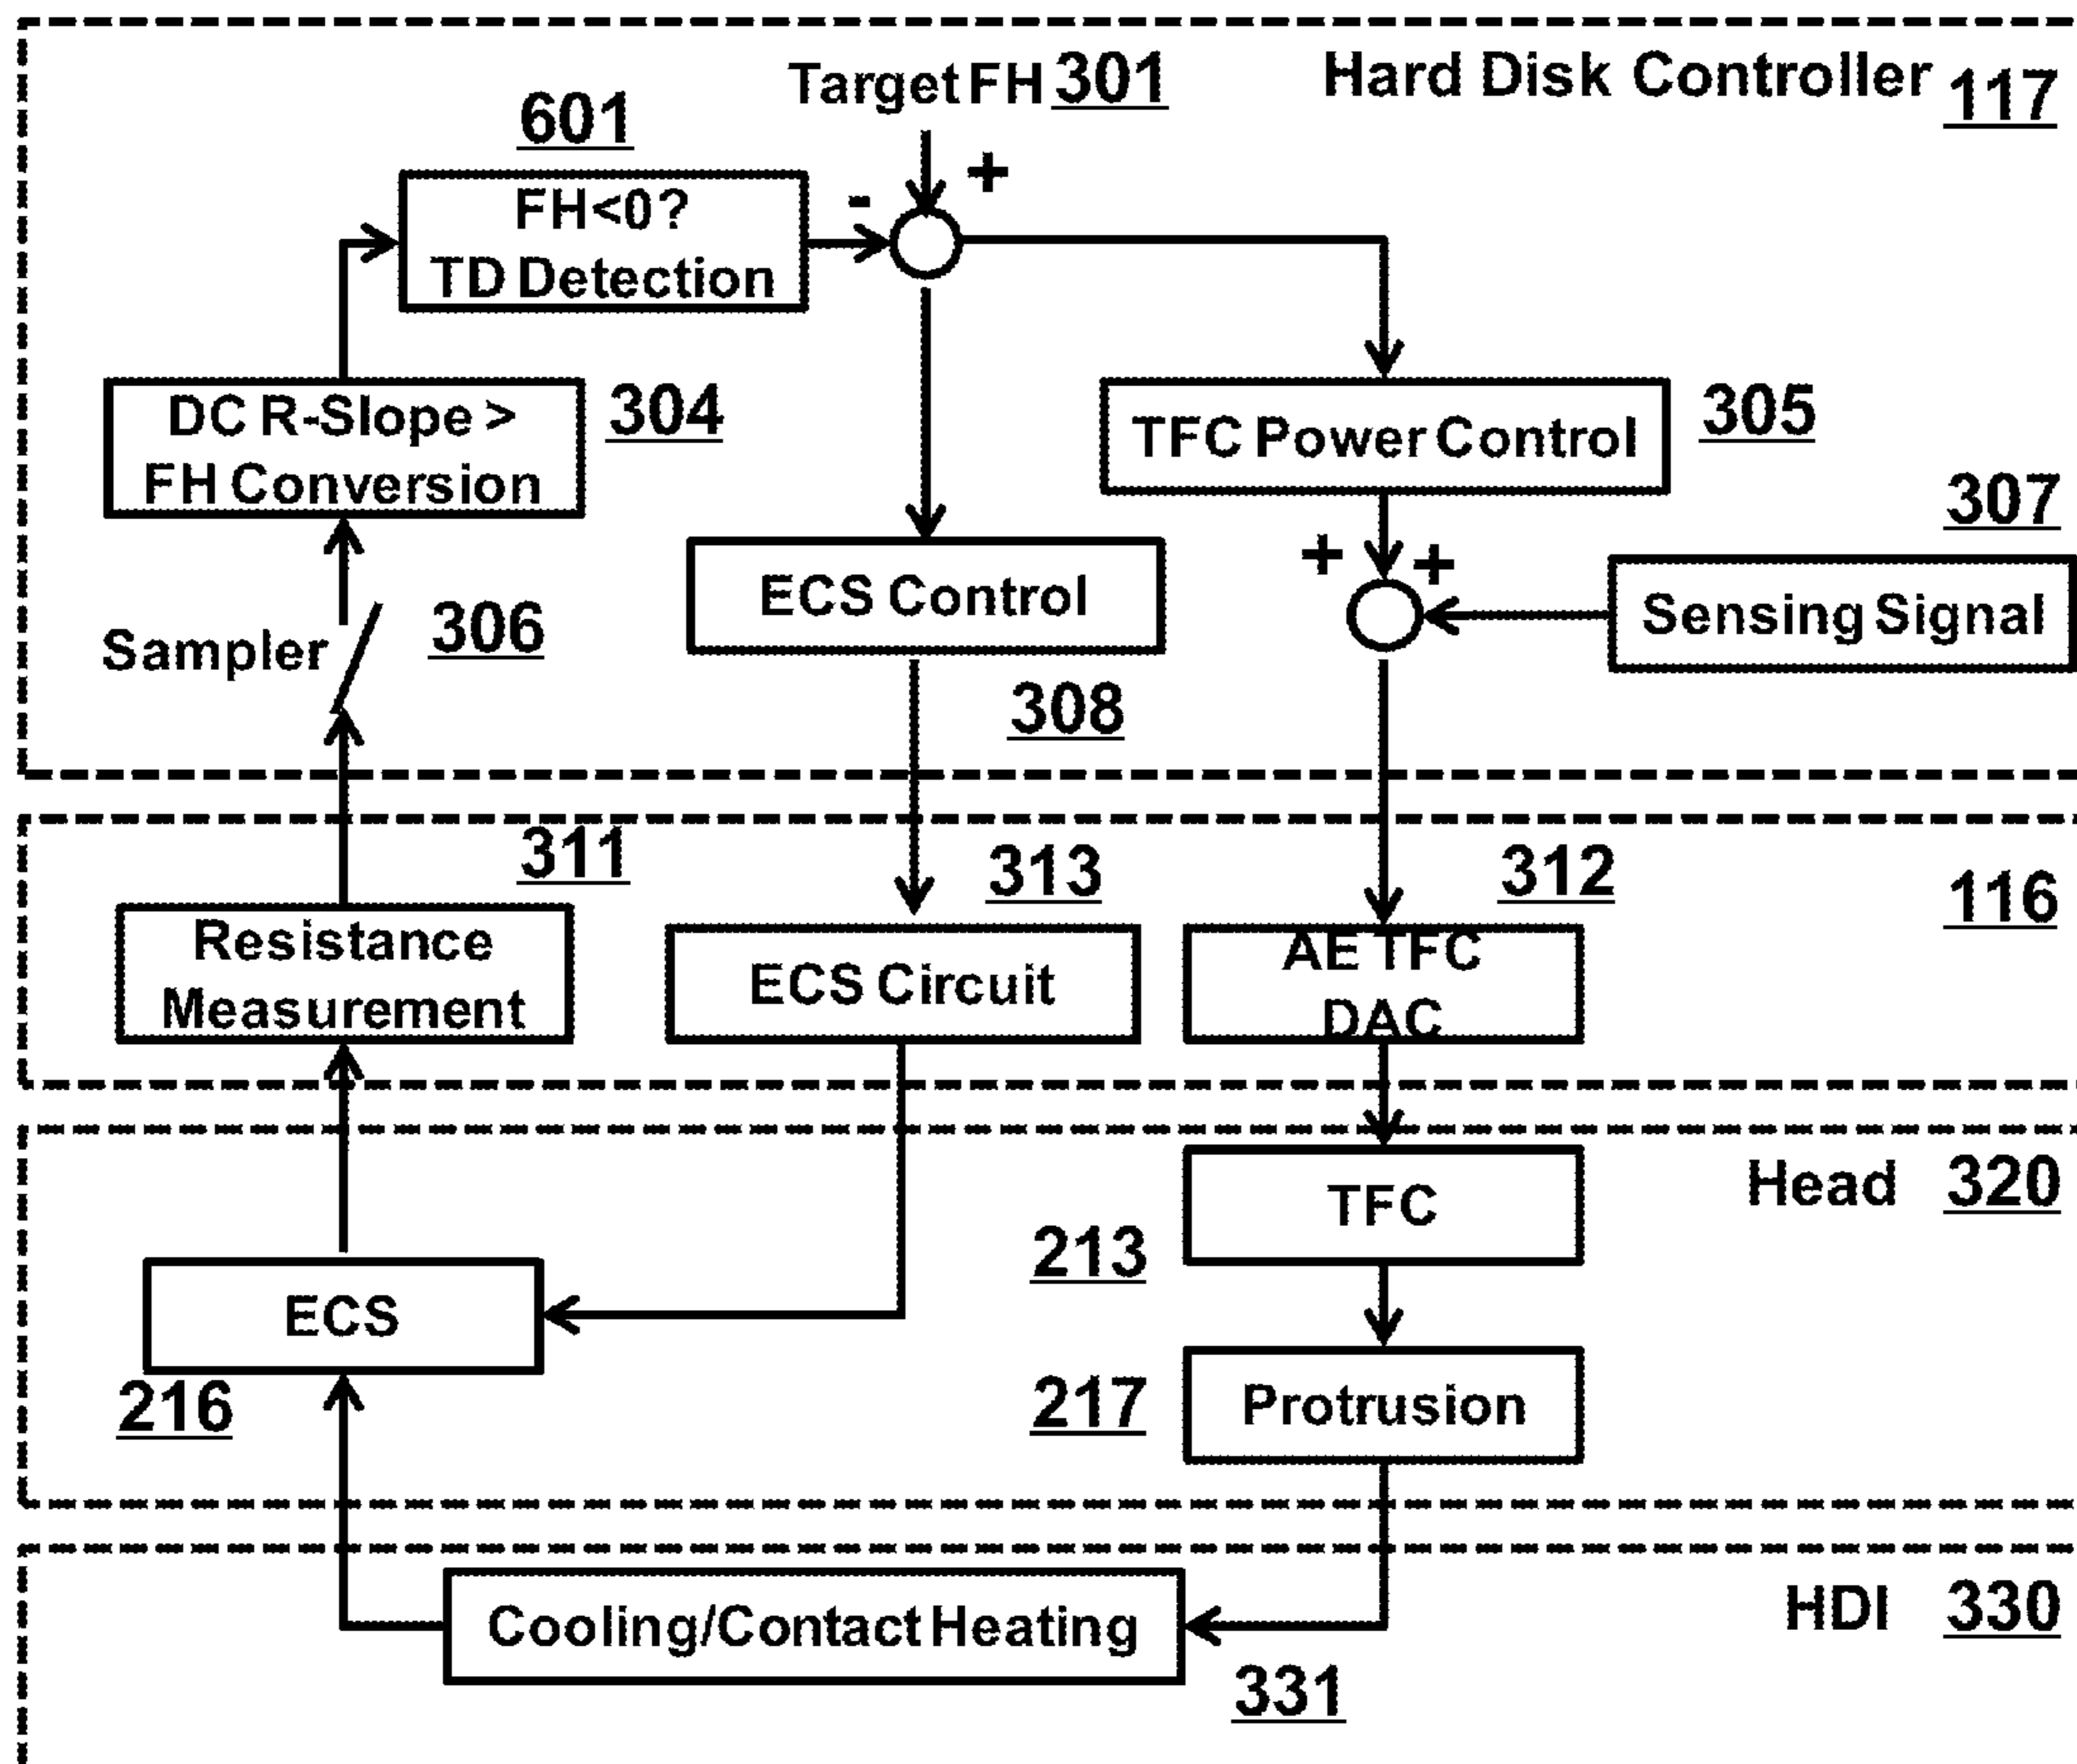 Target FH 301
Hard Disk Controller 117
601
+
-
FH<0?
TD Detection
DC R-Slope >
FH Conversion
304
TFC Power Control
305
307
+ +
Sensing Signal
ECS Control
Sampler
306
308
311
313
312
116
Resistance
Measurement
ECS Circuit
AE TFC
DAC
Head 320
TFC
213
ECS
216
217
Protrusion
HDI 330
Cooling/Contact Heating
331